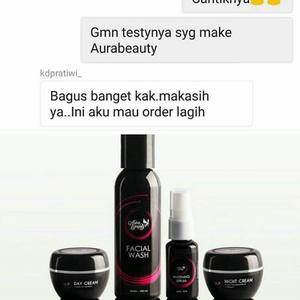 Cantiknya
Gmn testynya syg make
Aurabeauty
kdpratiwi_
Bagus banget kak.makasih
ya..Ini aku mau order lagih
FACIAL
WASH
DAY CREAM
NIGHT CREAM